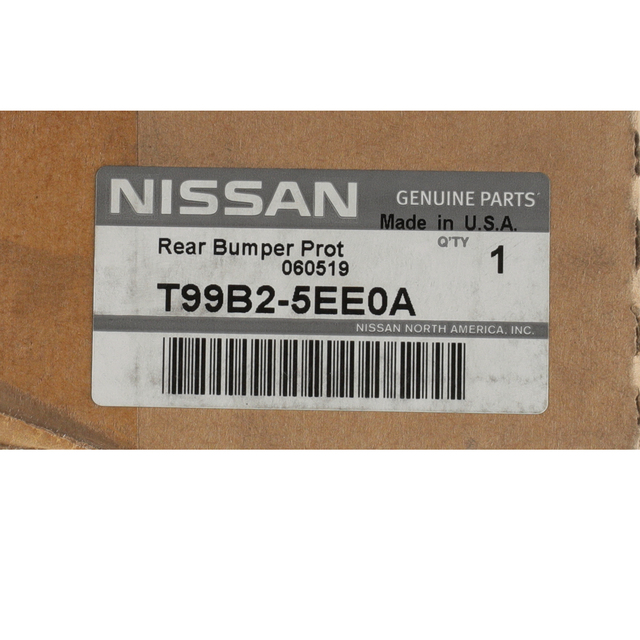 NISSAN GENUINE PARTS
Made in U.S.A.
Rear Bumper Prot Q'TY 1
060519
T99B2-5EE0A
NISSAN NORTH AMERICA, INC.